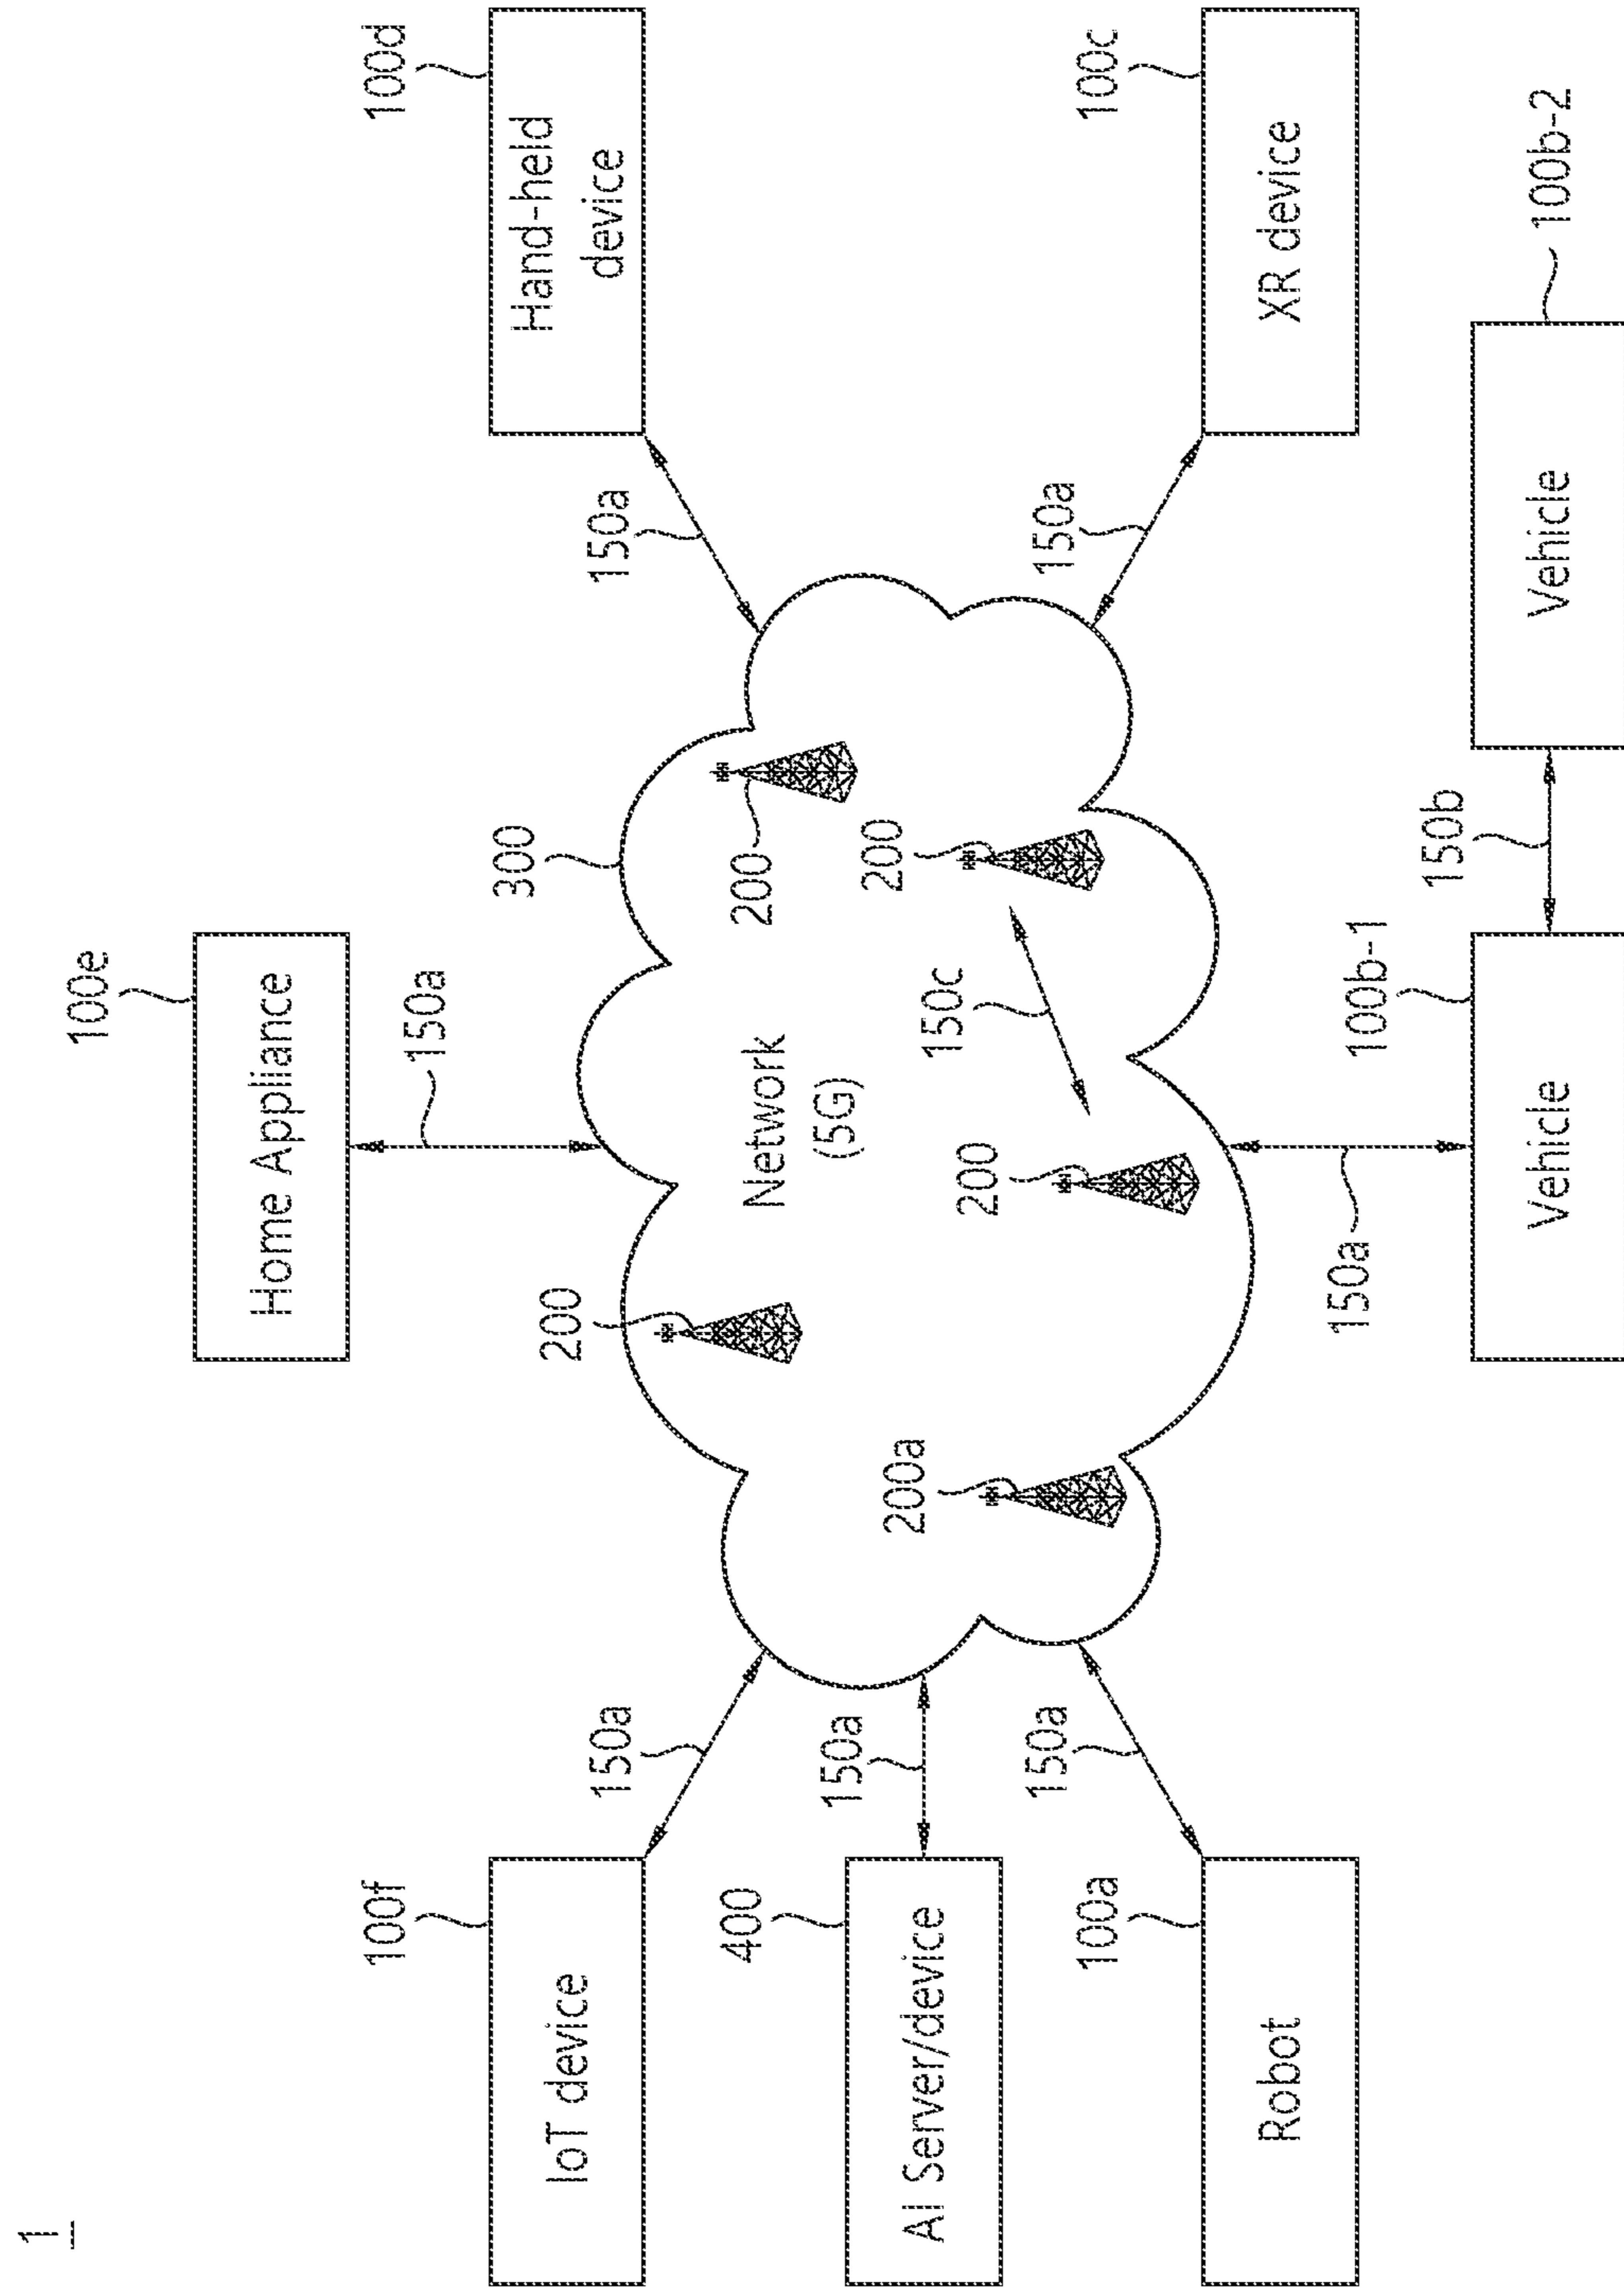 1
100e
Home Appliance
150a
100f
IoT device
150a
300
100d
Hand-held
device
150a
200
200
Network
(5G)
200
400
AI Server/device
150a
200a
200
150c
200
100a
Robot
150a
150a
100c
XR device
150a
100b-1
Vehicle
150b
Vehicle
100b-2